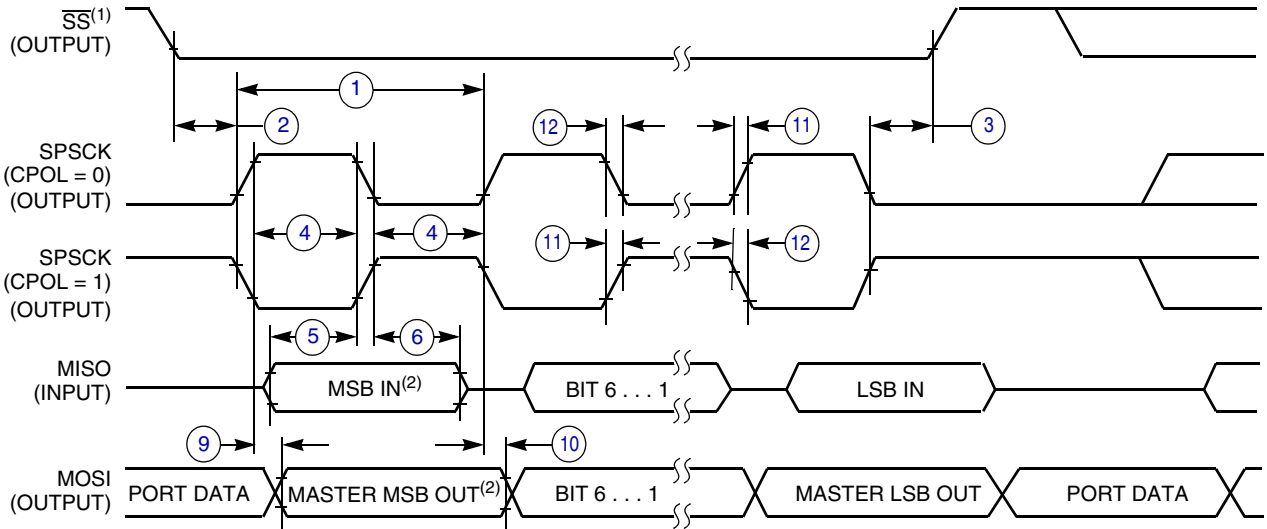 SS(1)
(OUTPUT)
1
2
12
11
3
SPSCK
(CPOL = 0)
(OUTPUT)
4
4
SPSCK
(CPOL = 1)
(OUTPUT)
11
12
5
6
MISO
(INPUT)
MSB IN(2)
BIT 6 . . . 1
LSB IN
9
10
MOSI
(OUTPUT)
PORT DATA
MASTER MSB OUT(2)
BIT 6 . . . 1
MASTER LSB OUT
PORT DATA